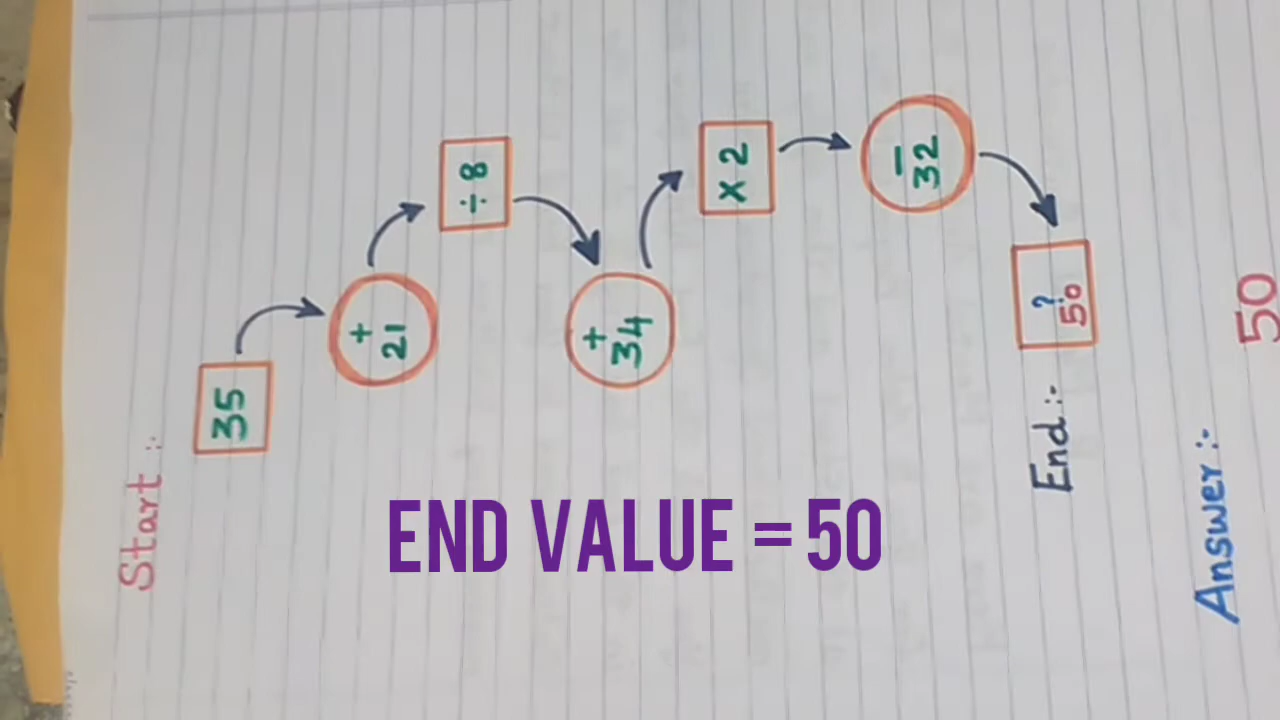 Start :-
35
+
21
÷ 8
+
34
x 2
-
32
?
50
End :-
Answer :-
50
END VALUE = 50